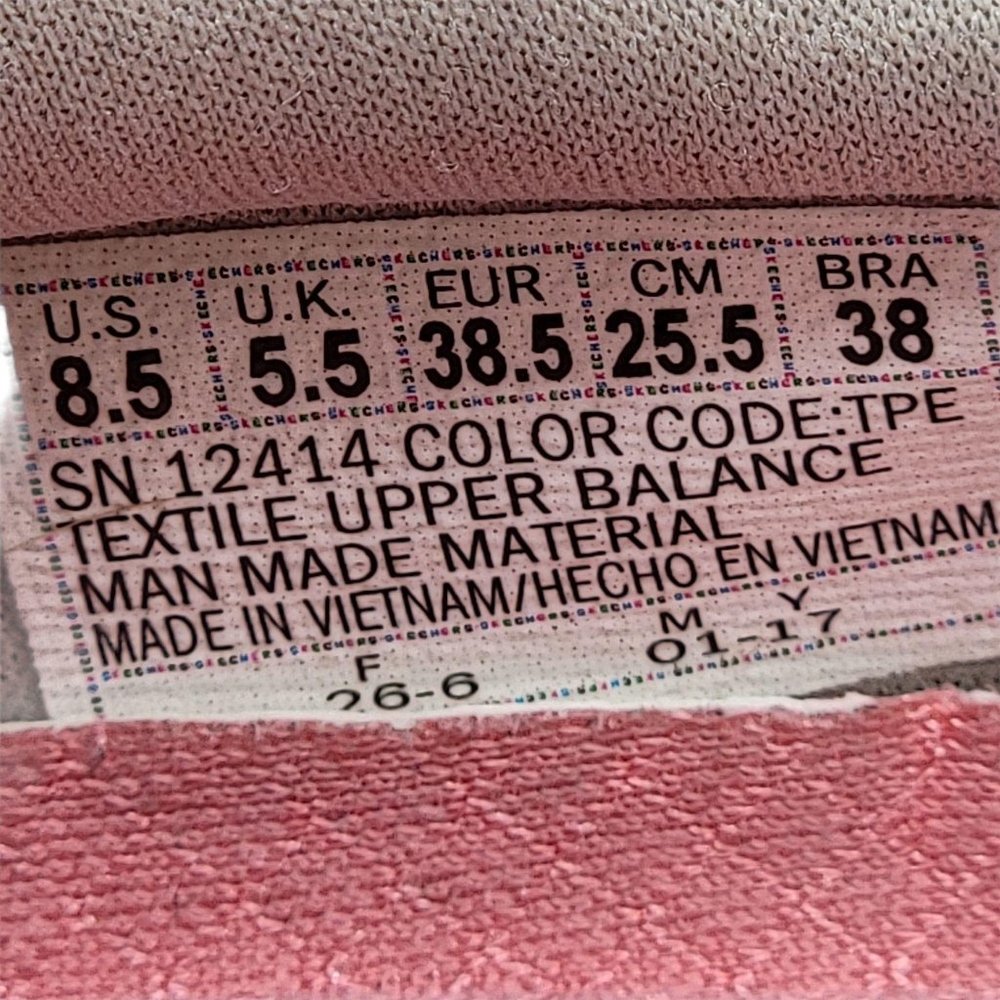 U.S. U.K. EUR CM BRA
8.5 5.5 38.5 25.5 38
SN 12414 COLOR CODE:TPE
TEXTILE UPPER BALANCE
MAN MADE MATERIAL
MADE IN VIETNAM/HECHO EN VIETNAM
F M Y
26-6 01-17